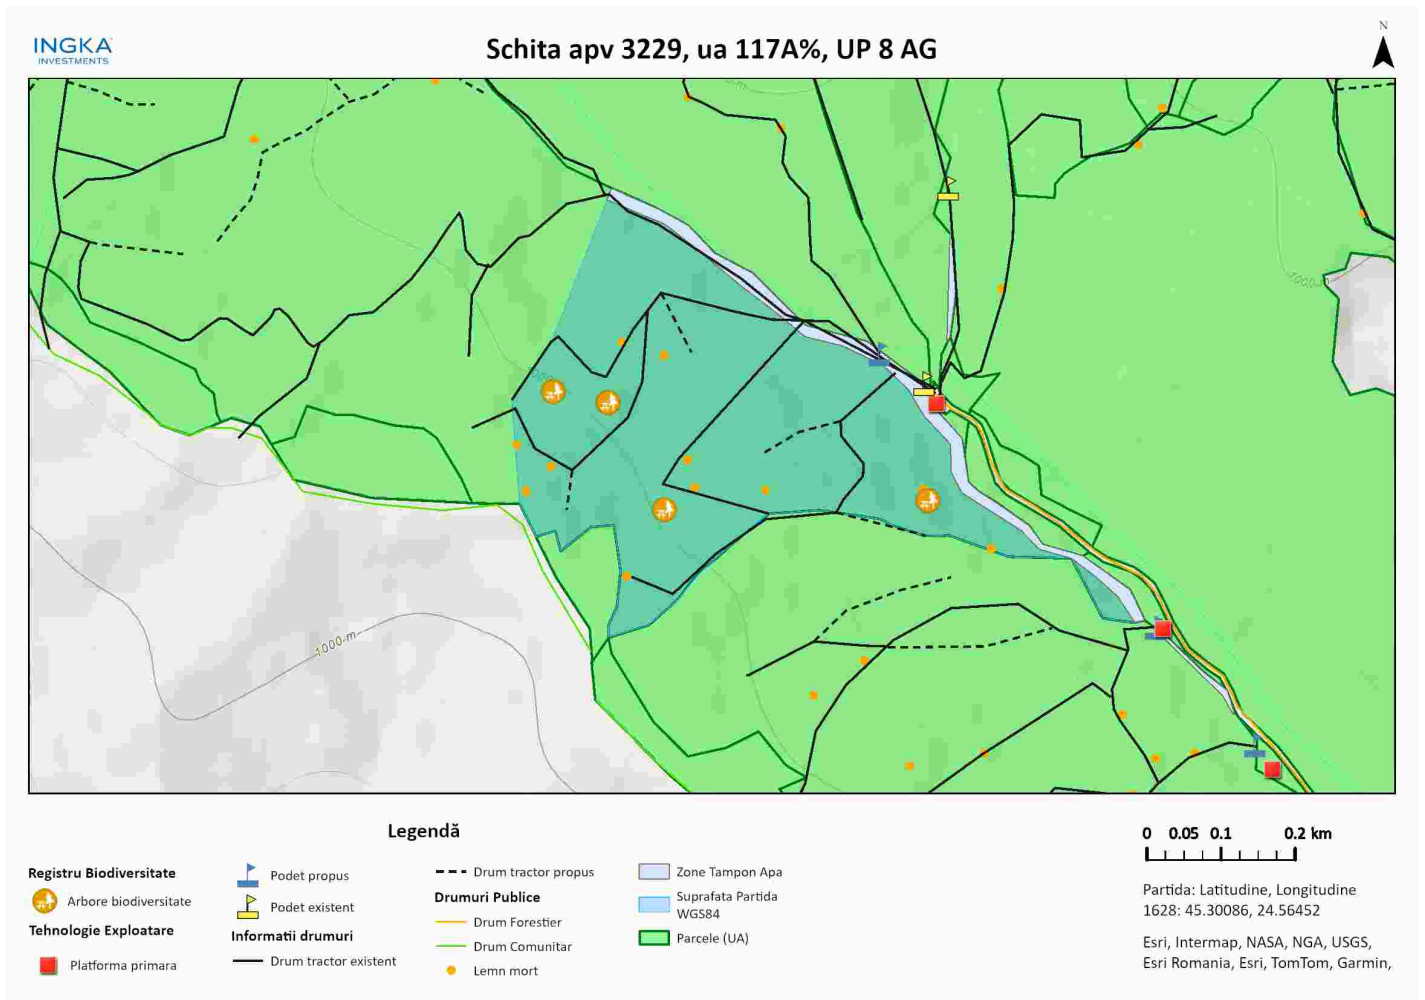 INGKA
INVESTMENTS
Schita apv 3229, ua 117A%, UP 8 AG
N
1000-m
1000-m
Legendă
Registru Biodiversitate
Arbore biodiversitate
Tehnologie Exploatare
Platforma primara
Podet propus
Podet existent
Informatii drumuri
Drum tractor existent
Drum tractor propus
Drumuri Publice
Drum Forestier
Drum Comunitar
Lemn mort
Zone Tampon Apa
Suprafata Partida
WGS84
Parcele (UA)
0 0.05 0.1 0.2 km
Partida: Latitudine, Longitudine
1628: 45.30086, 24.56452
Esri, Intermap, NASA, NGA, USGS,
Esri Romania, Esri, TomTom, Garmin,